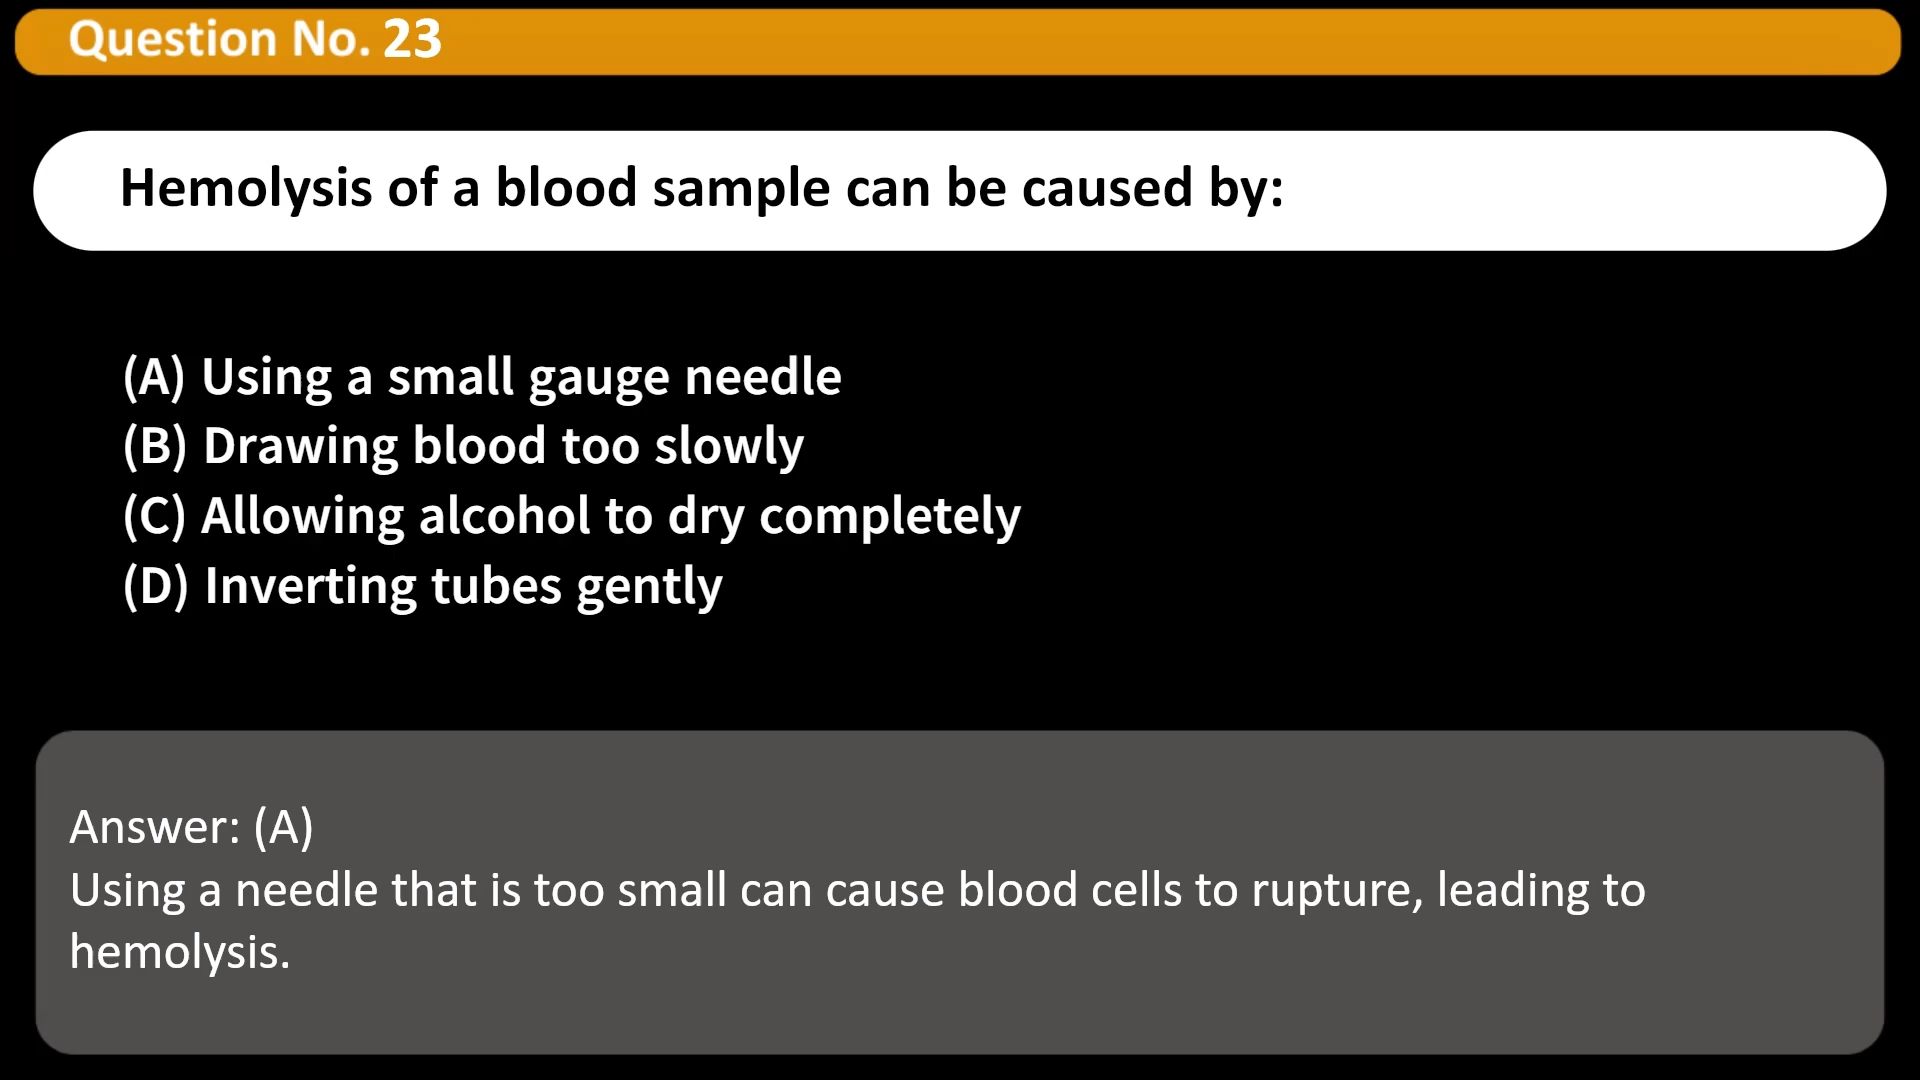 Question No. 23
Hemolysis of a blood sample can be caused by:
(A) Using a small gauge needle
(B) Drawing blood too slowly
(C) Allowing alcohol to dry completely
(D) Inverting tubes gently
Answer: (A)
Using a needle that is too small can cause blood cells to rupture, leading to
hemolysis.